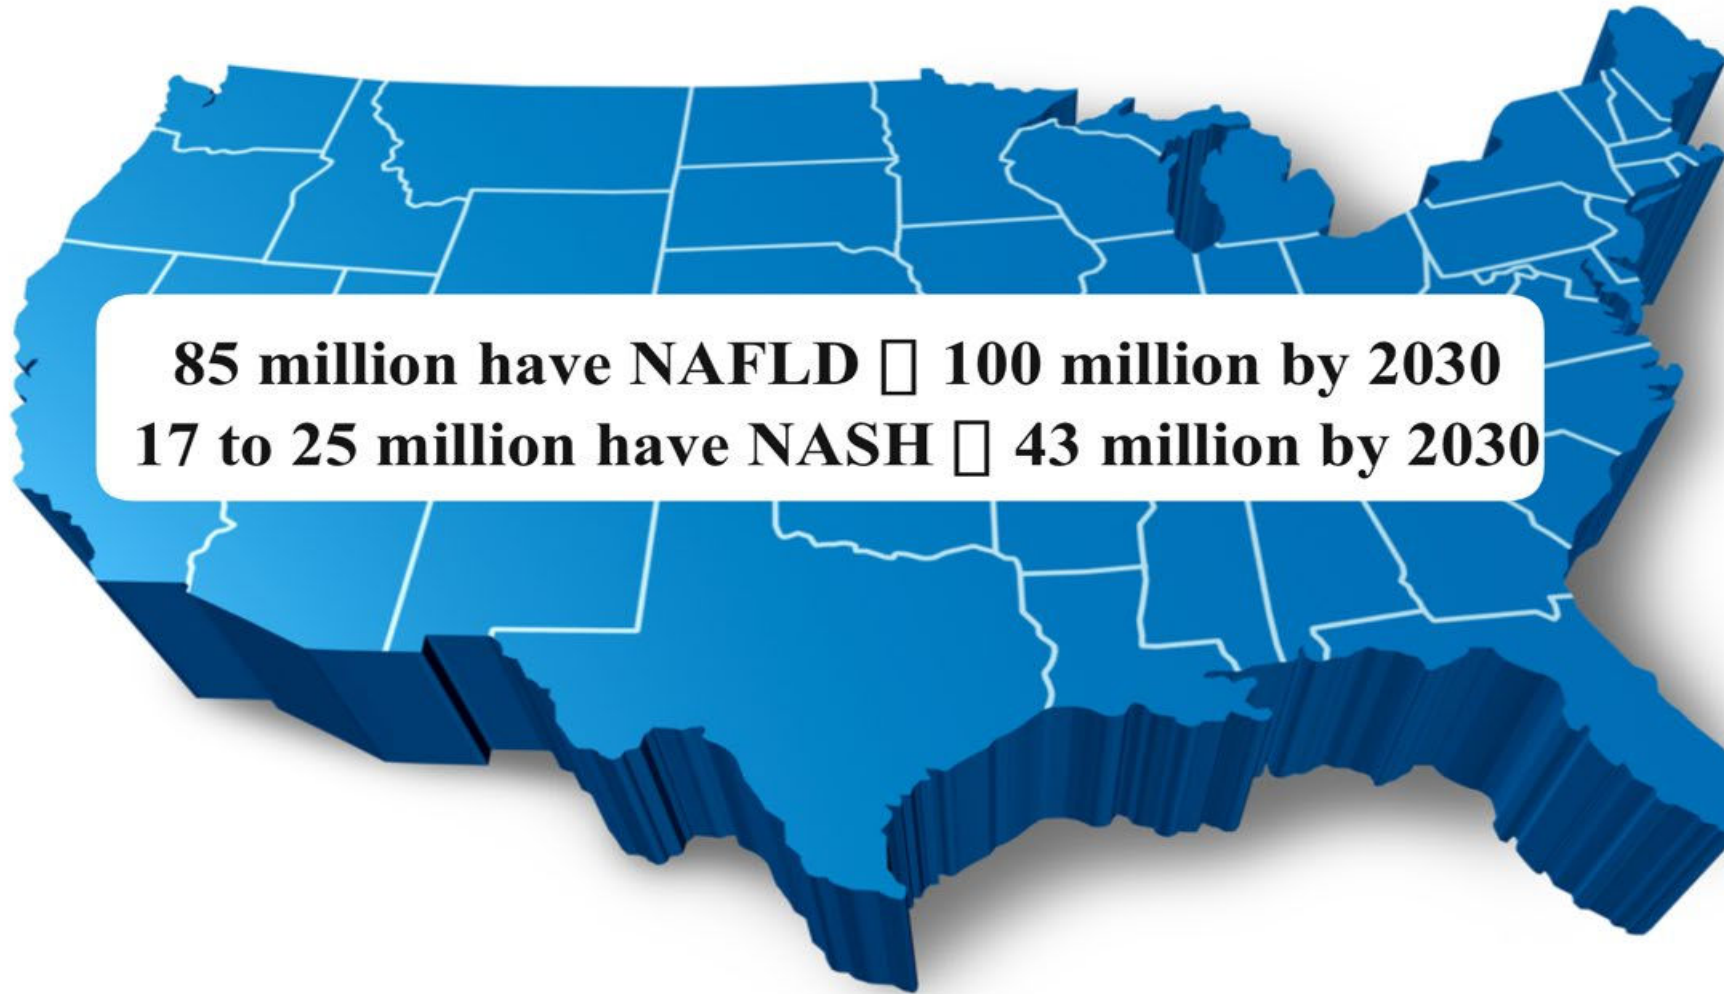 85 million have NAFLD ▯ 100 million by 2030
17 to 25 million have NASH ▯ 43 million by 2030